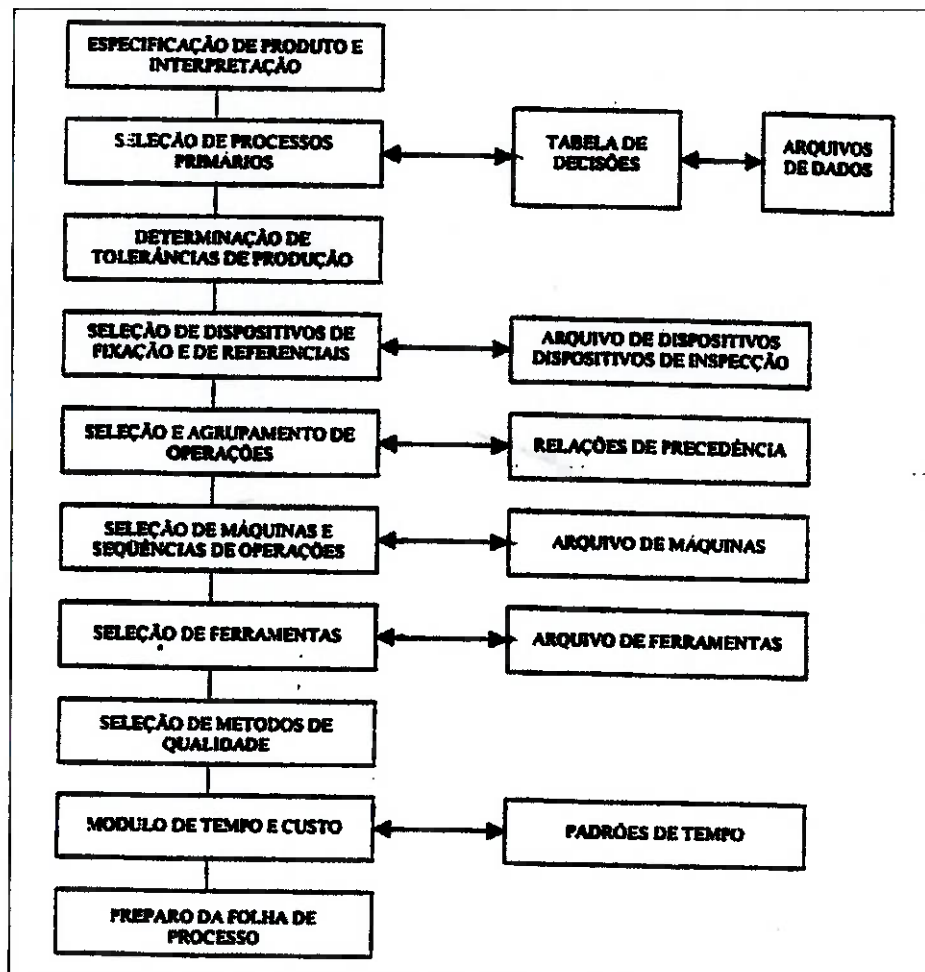 ESPECIFICAÇÃO DE PRODUTO E
INTERPRETAÇÃO
SELEÇÃO DE PROCESSOS
PRIMÁRIOS
TABELA DE
DECISÕES
ARQUIVOS
DE DADOS
DETERMINAÇÃO DE
TOLERÂNCIAS DE PRODUÇÃO
SELEÇÃO DE DISPOSITIVOS DE
FIXAÇÃO E DE REFERENCIAIS
ARQUIVO DE DISPOSITIVOS
DISPOSITIVOS DE INSPECÇÃO
SELEÇÃO E AGRUPAMENTO DE
OPERAÇÕES
RELAÇÕES DE PRECEDÊNCIA
SELEÇÃO DE MÁQUINAS E
SEQÜÊNCIAS DE OPERAÇÕES
ARQUIVO DE MÁQUINAS
SELEÇÃO DE FERRAMENTAS
ARQUIVO DE FERRAMENTAS
SELEÇÃO DE METODOS DE
QUALIDADE
MODULO DE TEMPO E CUSTO
PADRÕES DE TEMPO
PREPARO DA FOLHA DE
PROCESSO